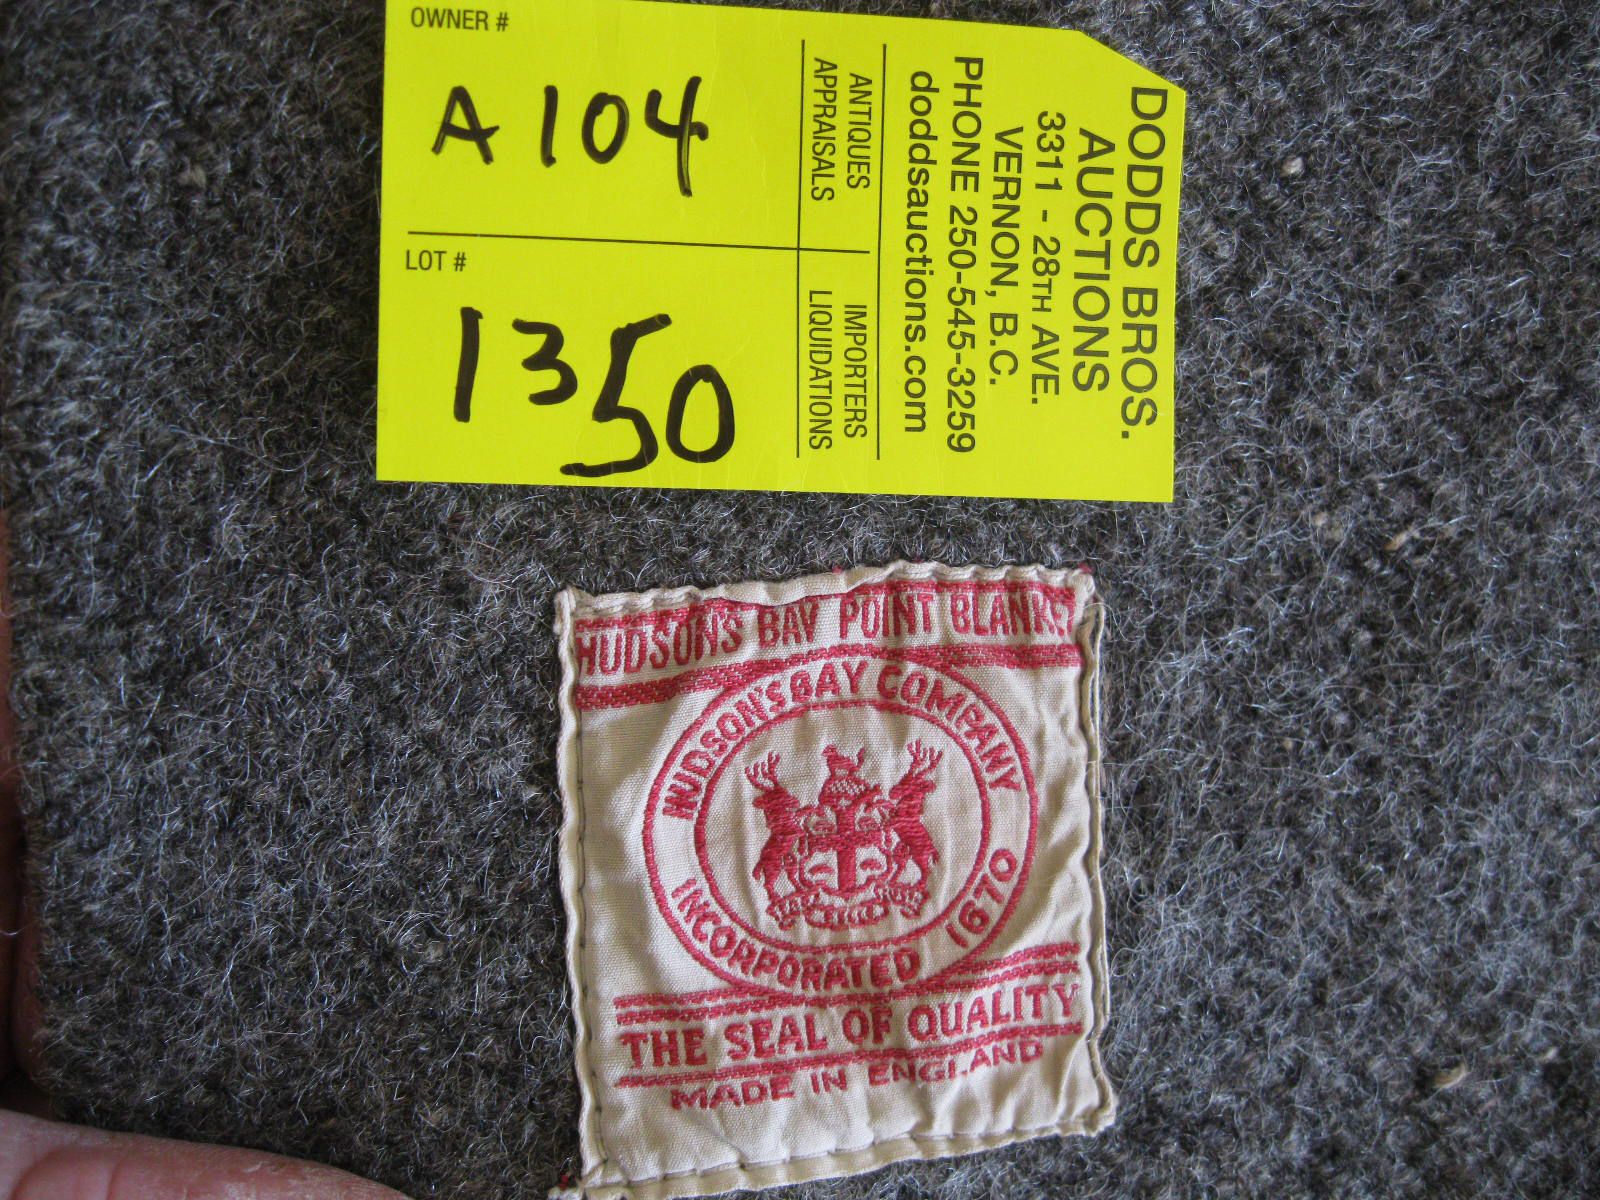 OWNER #
A 104
LOT #
1350
ANTIQUES
APPRAISALS
IMPORTERS
LIQUIDATIONS
DODDS BROS.
AUCTIONS
3311 - 28TH AVE.
VERNON, B.C.
PHONE 250-545-3259
doddsauctions.com
HUDSON'S BAY POINT BLANKET
HUDSON'S BAY COMPANY
INCORPORATED 1670
THE SEAL OF QUALITY
MADE IN ENGLAND